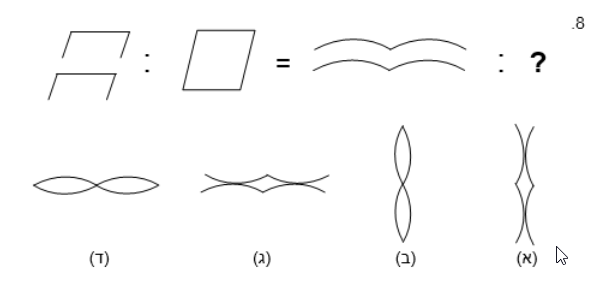 .8
: = : ?
(א) (ב) (ג) (ד)